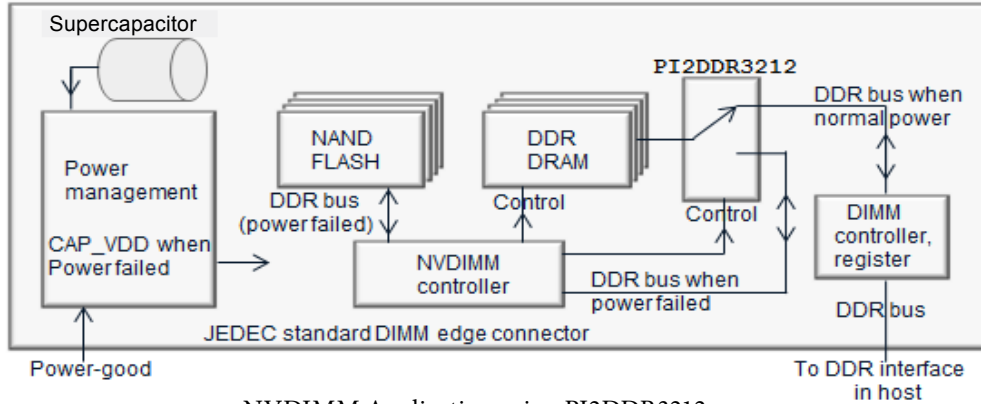 Supercapacitor
PI2DDR3212
DDR bus when
normal power
NAND
FLASH
DDR
DRAM
Power
management
CAP_VDD when
Power failed
DDR bus
(power failed)
Control
Control
DIMM
controller,
register
NVDIMM
controller
DDR bus when
power failed
DDR bus
JEDEC standard DIMM edge connector
Power-good
To DDR interface
in host